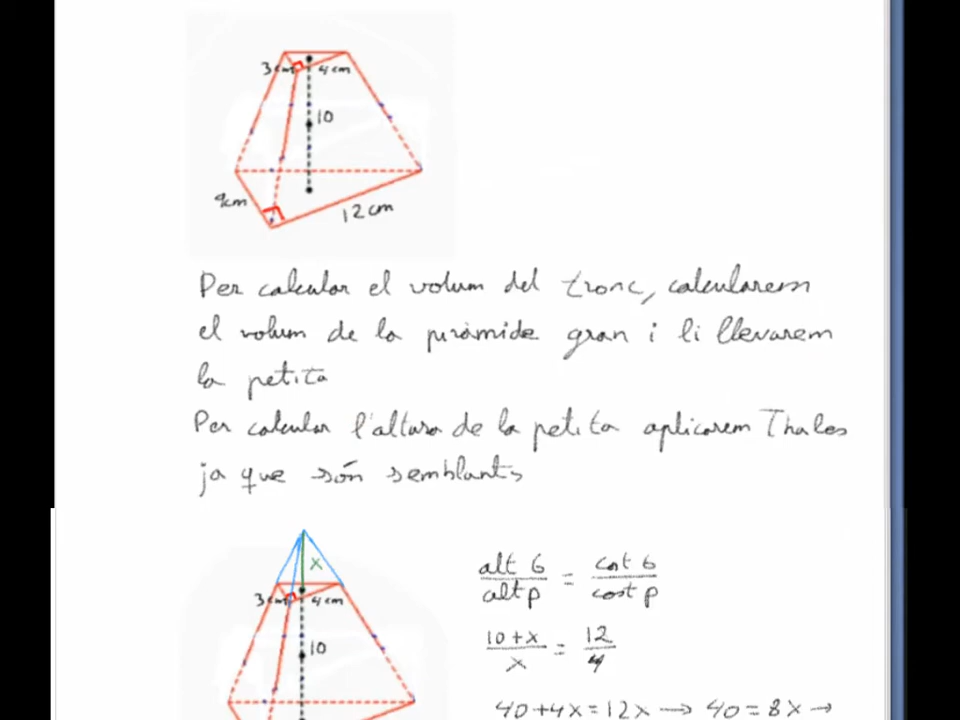 3cm 4cm
10
9cm
12cm
Per calcular el volum del tronc, calcularem
el volum de la piràmide gran i li llevarem
la petita
Per calcular l'altura de la petita aplicarem Thales
ja que són semblants
x
3cm 4cm
10
alt G / alt p = cost G / cost p
10+x / x = 12 / 4
40+4x=12x → 40=8x →